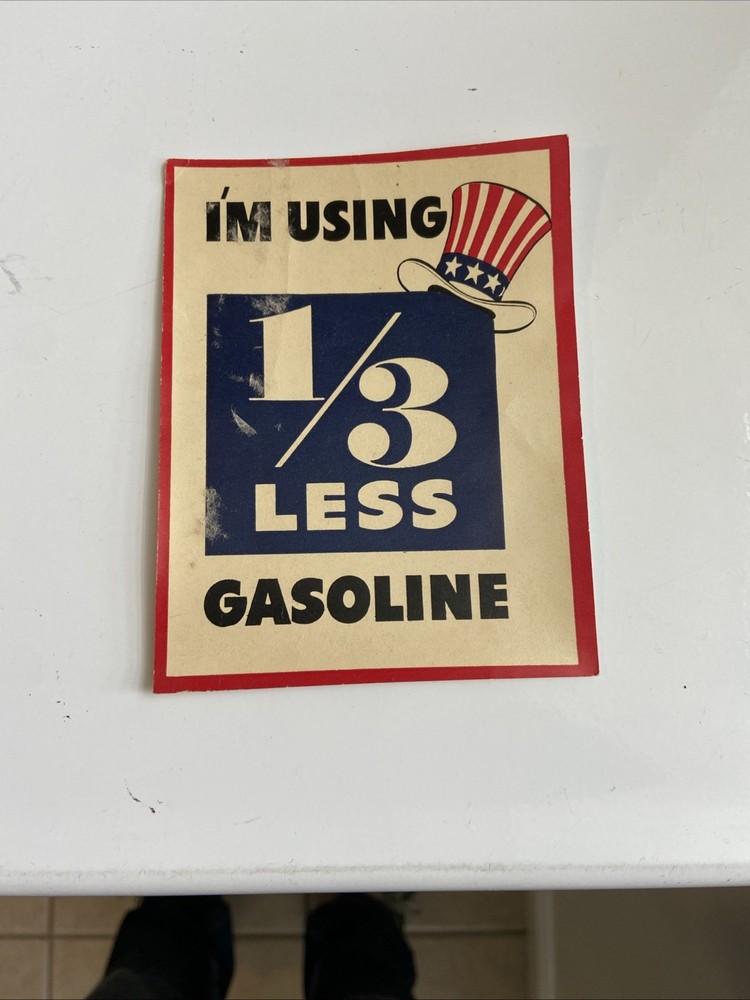 I'M USING
1/3
LESS
GASOLINE